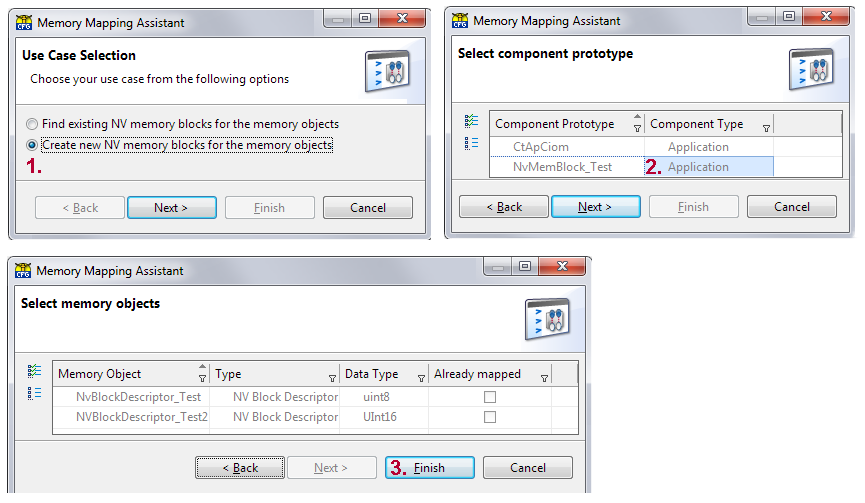 Memory Mapping Assistant
CFG
Use Case Selection
Choose your use case from the following options
Find existing NV memory blocks for the memory objects
Create new NV memory blocks for the memory objects
1.
< Back Next > Finish Cancel
Memory Mapping Assistant
CFG
Select component prototype
Component Prototype Component Type
CtApCiom Application
NvMemBlock_Test 2. Application
< Back Next > Finish Cancel
Memory Mapping Assistant
CFG
Select memory objects
Memory Object Type Data Type Already mapped
NvBlockDescriptor_Test NV Block Descriptor uint8
NVBlockDescriptor_Test2 NV Block Descriptor UInt16
< Back Next > 3. Finish Cancel